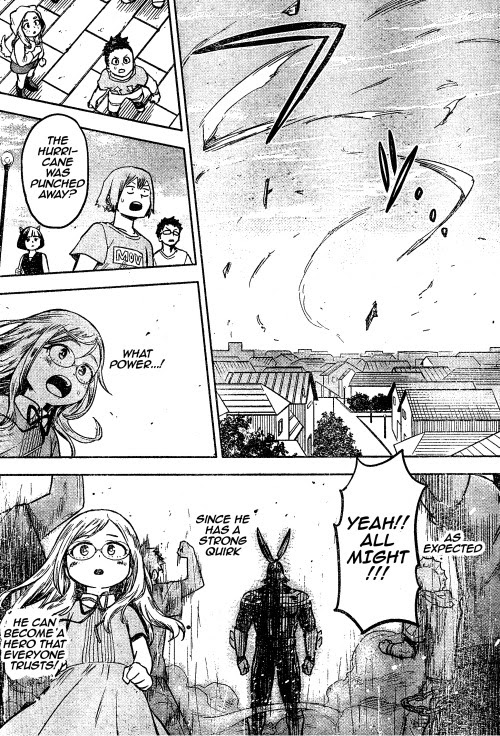 THE
HURRI-
CANE
WAS
PUNCHED
AWAY?
MUV
WHAT
POWER...!
YEAH!!
ALL
MIGHT
!!!
AS
EXPECTED
SINCE HE
HAS A
STRONG
QUIRK
HE CAN
BECOME A
HERO THAT
EVERYONE
TRUSTS!